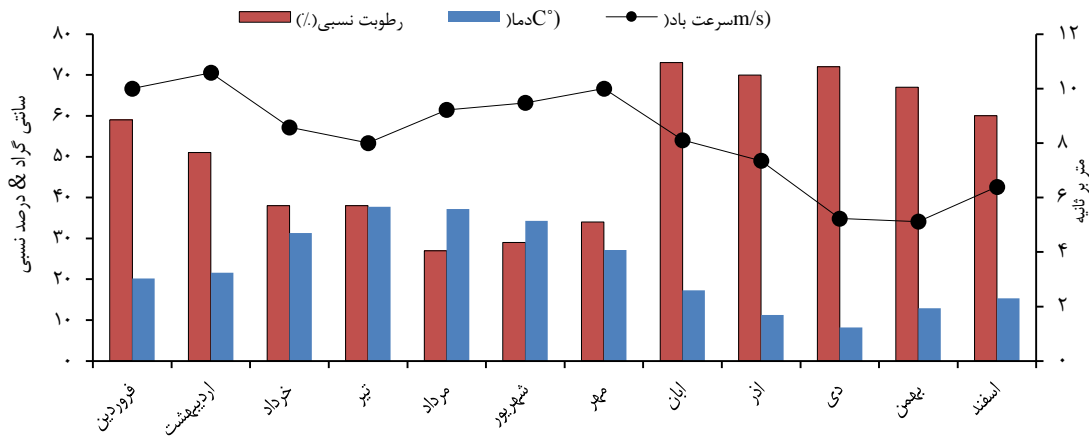 رطوبت نسبی(٪) دما(C°) سرعت باد(m/s)
سانتی گراد & درصد نسبی
۸۰
۷۰
۶۰
۵۰
۴۰
۳۰
۲۰
۱۰
۰
۱۲
۱۰
۸
۶
۴
۲
۰
متر بر ثانیه
فروردین
اردیبهشت
خرداد
تیر
مرداد
شهریور
مهر
ابان
اذر
دی
بهمن
اسفند